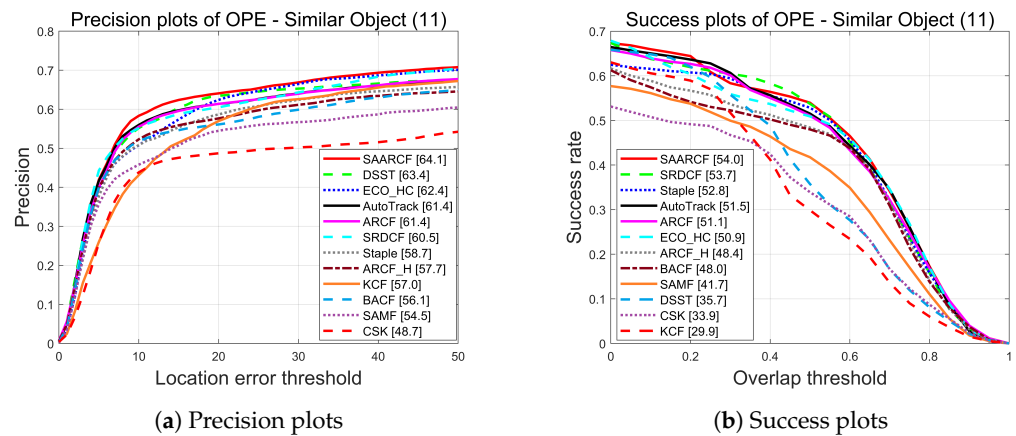 Precision plots of OPE - Similar Object (11)
0.8
0.7
0.6
0.5
0.4
0.3
0.2
0.1
0
Precision
SAARCF [64.1]
DSST [63.4]
ECO_HC [62.4]
AutoTrack [61.4]
ARCF [61.4]
SRDCF [60.5]
Staple [58.7]
ARCF_H [57.7]
KCF [57.0]
BACF [56.1]
SAMF [54.5]
CSK [48.7]
0 10 20 30 40 50
Location error threshold
(a) Precision plots
Success plots of OPE - Similar Object (11)
0.7
0.6
0.5
0.4
0.3
0.2
0.1
0
Success rate
SAARCF [54.0]
SRDCF [53.7]
Staple [52.8]
AutoTrack [51.5]
ARCF [51.1]
ECO_HC [50.9]
ARCF_H [48.4]
BACF [48.0]
SAMF [41.7]
DSST [35.7]
CSK [33.9]
KCF [29.9]
0 0.2 0.4 0.6 0.8 1
Overlap threshold
(b) Success plots